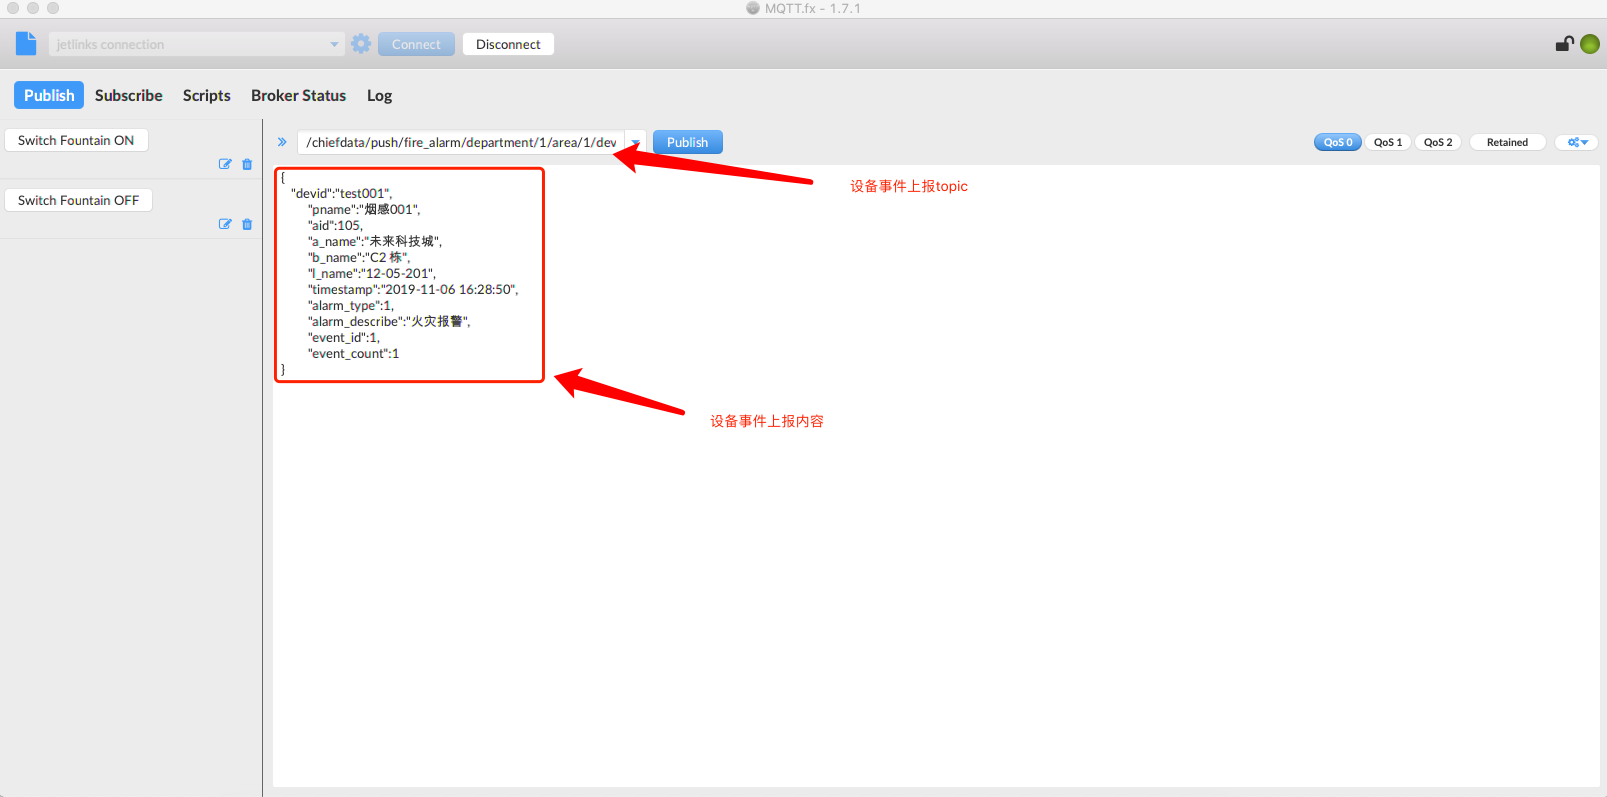 MQTT.fx - 1.7.1
jetlinks connection
Connect
Disconnect
Publish
Subscribe
Scripts
Broker Status
Log
Switch Fountain ON
Switch Fountain OFF
/chiefdata/push/fire_alarm/department/1/area/1/dev
Publish
QoS 0
QoS 1
QoS 2
Retained
设备事件上报topic
{
"devid":"test001",
"pname":"烟感001",
"aid":105,
"a_name":"未来科技城",
"b_name":"C2 栋",
"l_name":"12-05-201",
"timestamp":"2019-11-06 16:28:50",
"alarm_type":1,
"alarm_describe":"火灾报警",
"event_id":1,
"event_count":1
}
设备事件上报内容